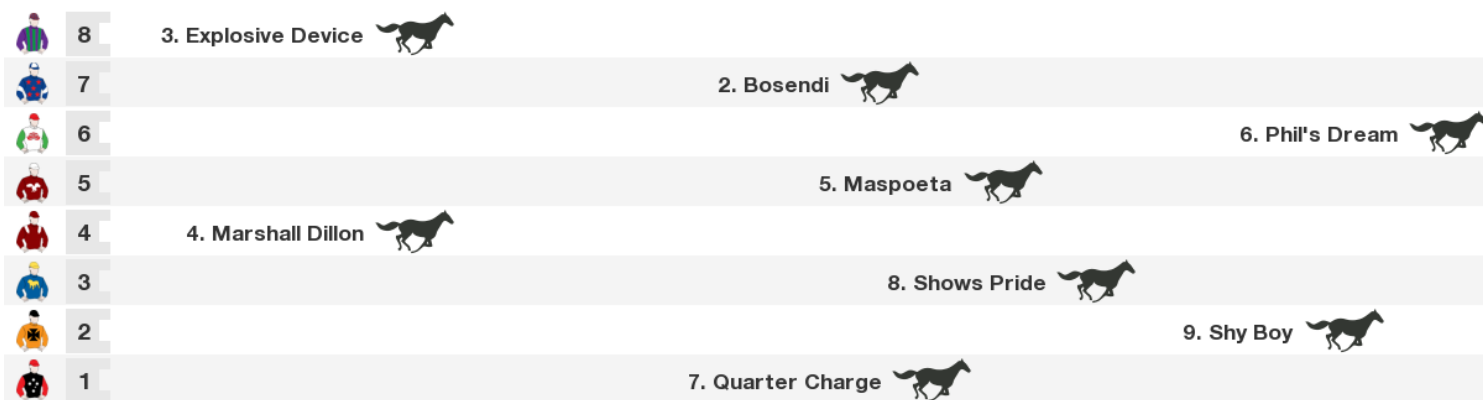 8 3. Explosive Device
7 2. Bosendi
6 6. Phil's Dream
5 5. Maspoeta
4 4. Marshall Dillon
3 8. Shows Pride
2 9. Shy Boy
1 7. Quarter Charge